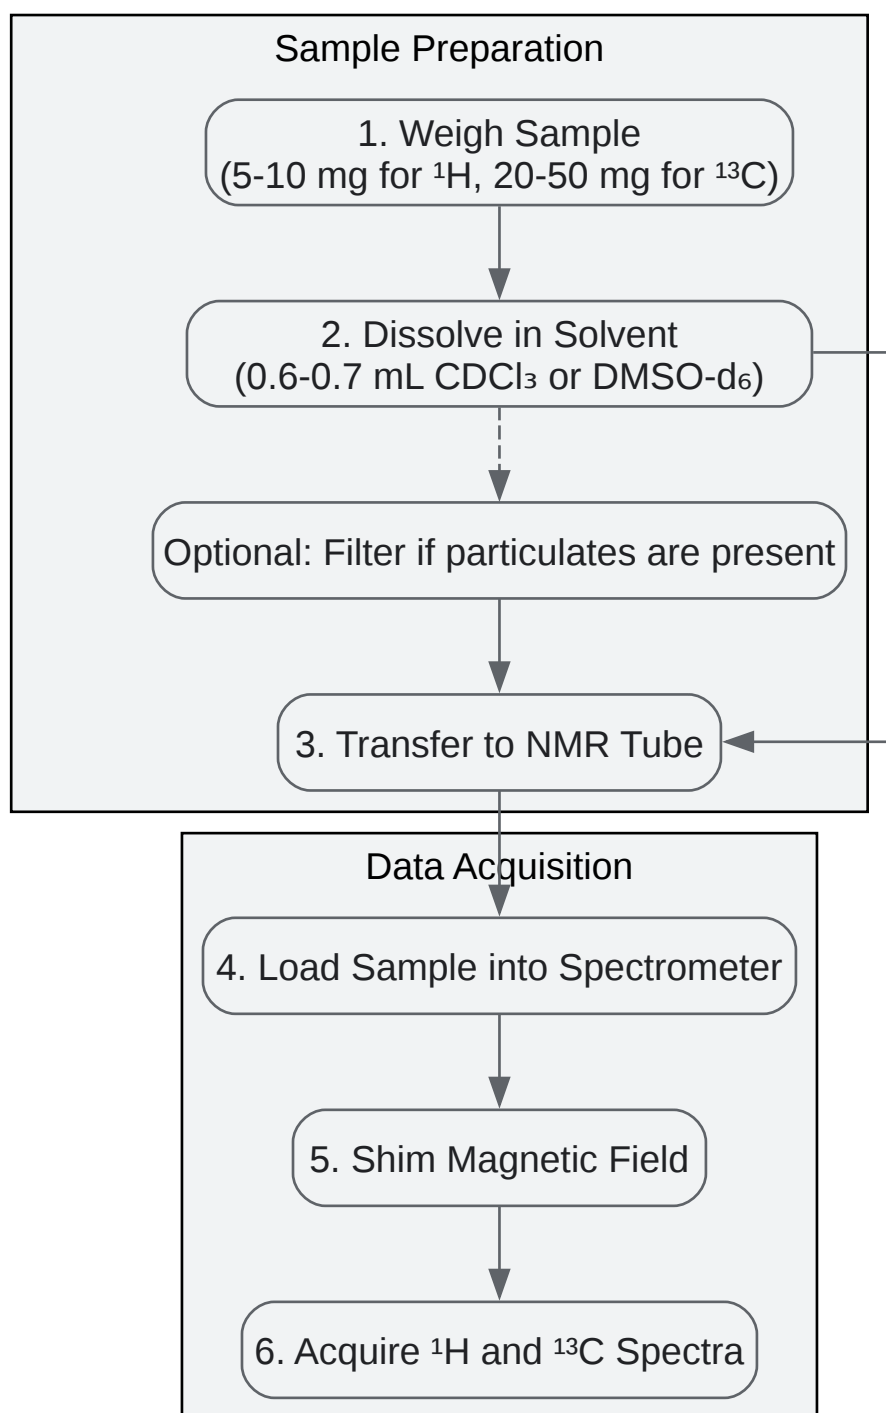 Sample Preparation
1. Weigh Sample
(5-10 mg for ¹H, 20-50 mg for ¹³C)
2. Dissolve in Solvent
(0.6-0.7 mL CDCl₃ or DMSO-d₆)
Optional: Filter if particulates are present
3. Transfer to NMR Tube
Data Acquisition
4. Load Sample into Spectrometer
5. Shim Magnetic Field
6. Acquire ¹H and ¹³C Spectra